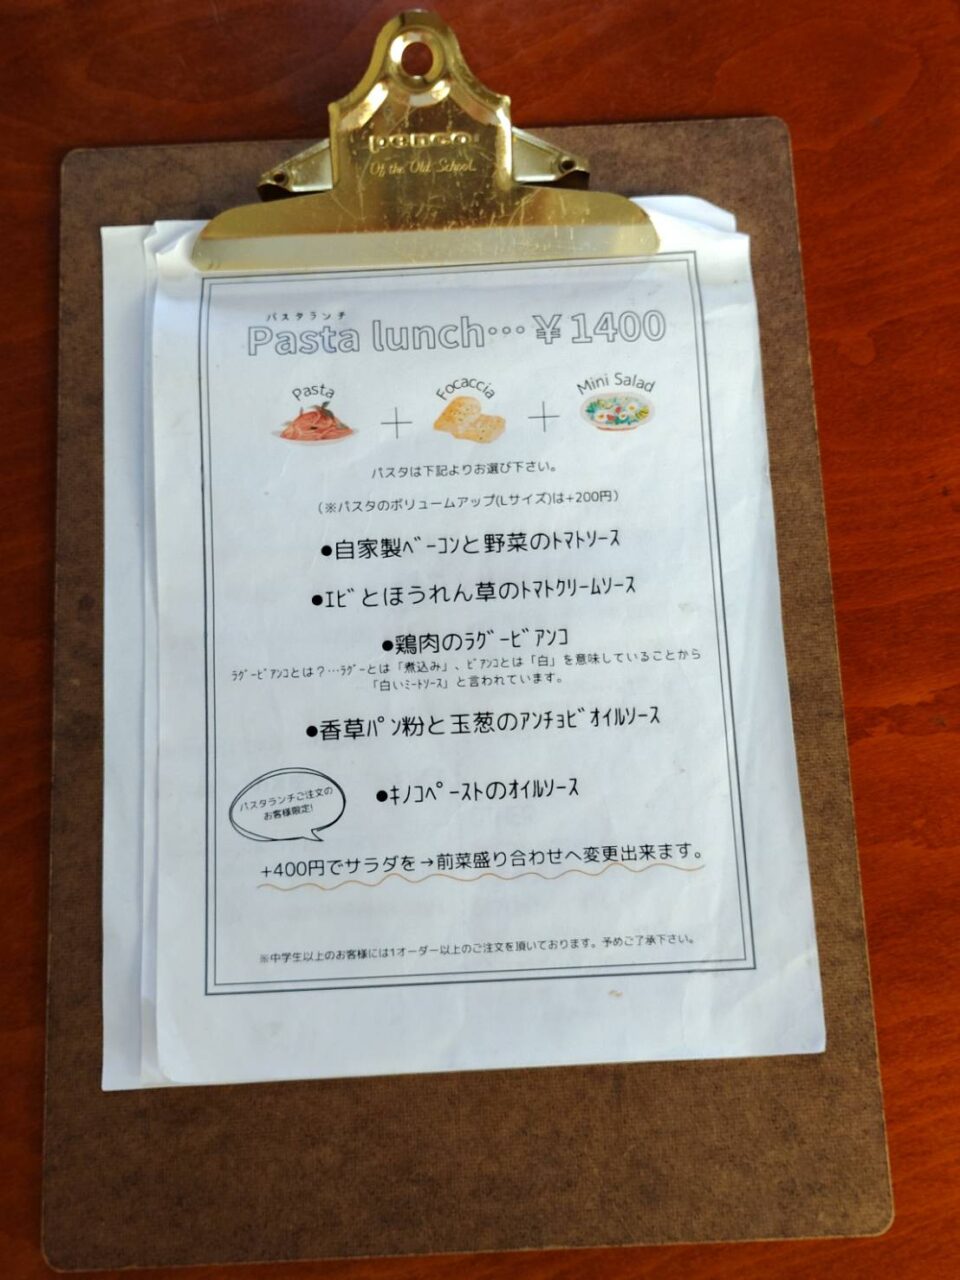 penco
Of the Old School.
パスタランチ
Pasta lunch…¥1400
Pasta
Focaccia
Mini Salad
+ +
パスタは下記よりお選び下さい。
(※パスタのボリュームアップ(Lサイズ)は+200円)
●自家製ﾍﾞｰｺﾝと野菜のﾄﾏﾄｿｰｽ
●ｴﾋﾞとほうれん草のﾄﾏﾄｸﾘｰﾑｿｰｽ
●鶏肉のﾗｸﾞｰﾋﾞｱﾝｺ
ﾗｸﾞｰﾋﾞｱﾝｺとは？…ﾗｸﾞｰとは「煮込み」、ﾋﾞｱﾝｺとは「白」を意味していることから
「白いﾐｰﾄｿｰｽ」と言われています。
●香草ﾊﾟﾝ粉と玉葱のｱﾝﾁｮﾋﾞｵｲﾙｿｰｽ
●ｷﾉｺﾍﾟｰｽﾄのｵｲﾙｿｰｽ
パスタランチご注文の
お客様限定!
+400円でサラダを→前菜盛り合わせへ変更出来ます。
※中学生以上のお客様には1オーダー以上のご注文を頂いております。予めご了承下さい。